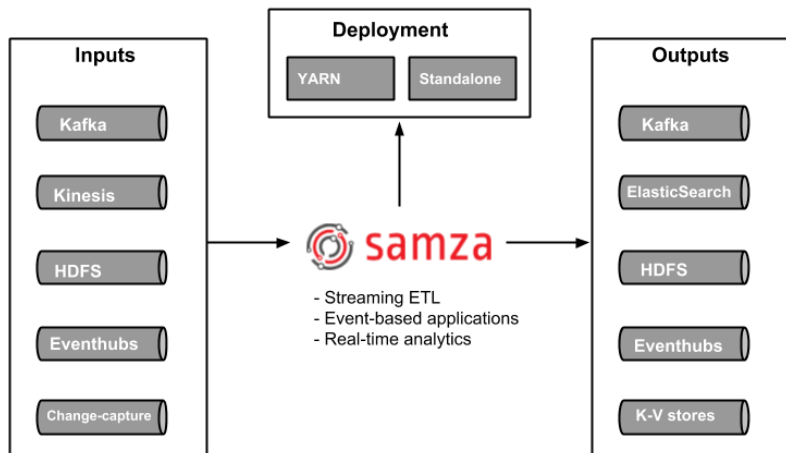 Deployment
YARN
Standalone
Inputs
Kafka
Kinesis
HDFS
Eventhubs
Change-capture
samza
- Streaming ETL
- Event-based applications
- Real-time analytics
Outputs
Kafka
ElasticSearch
HDFS
Eventhubs
K-V stores